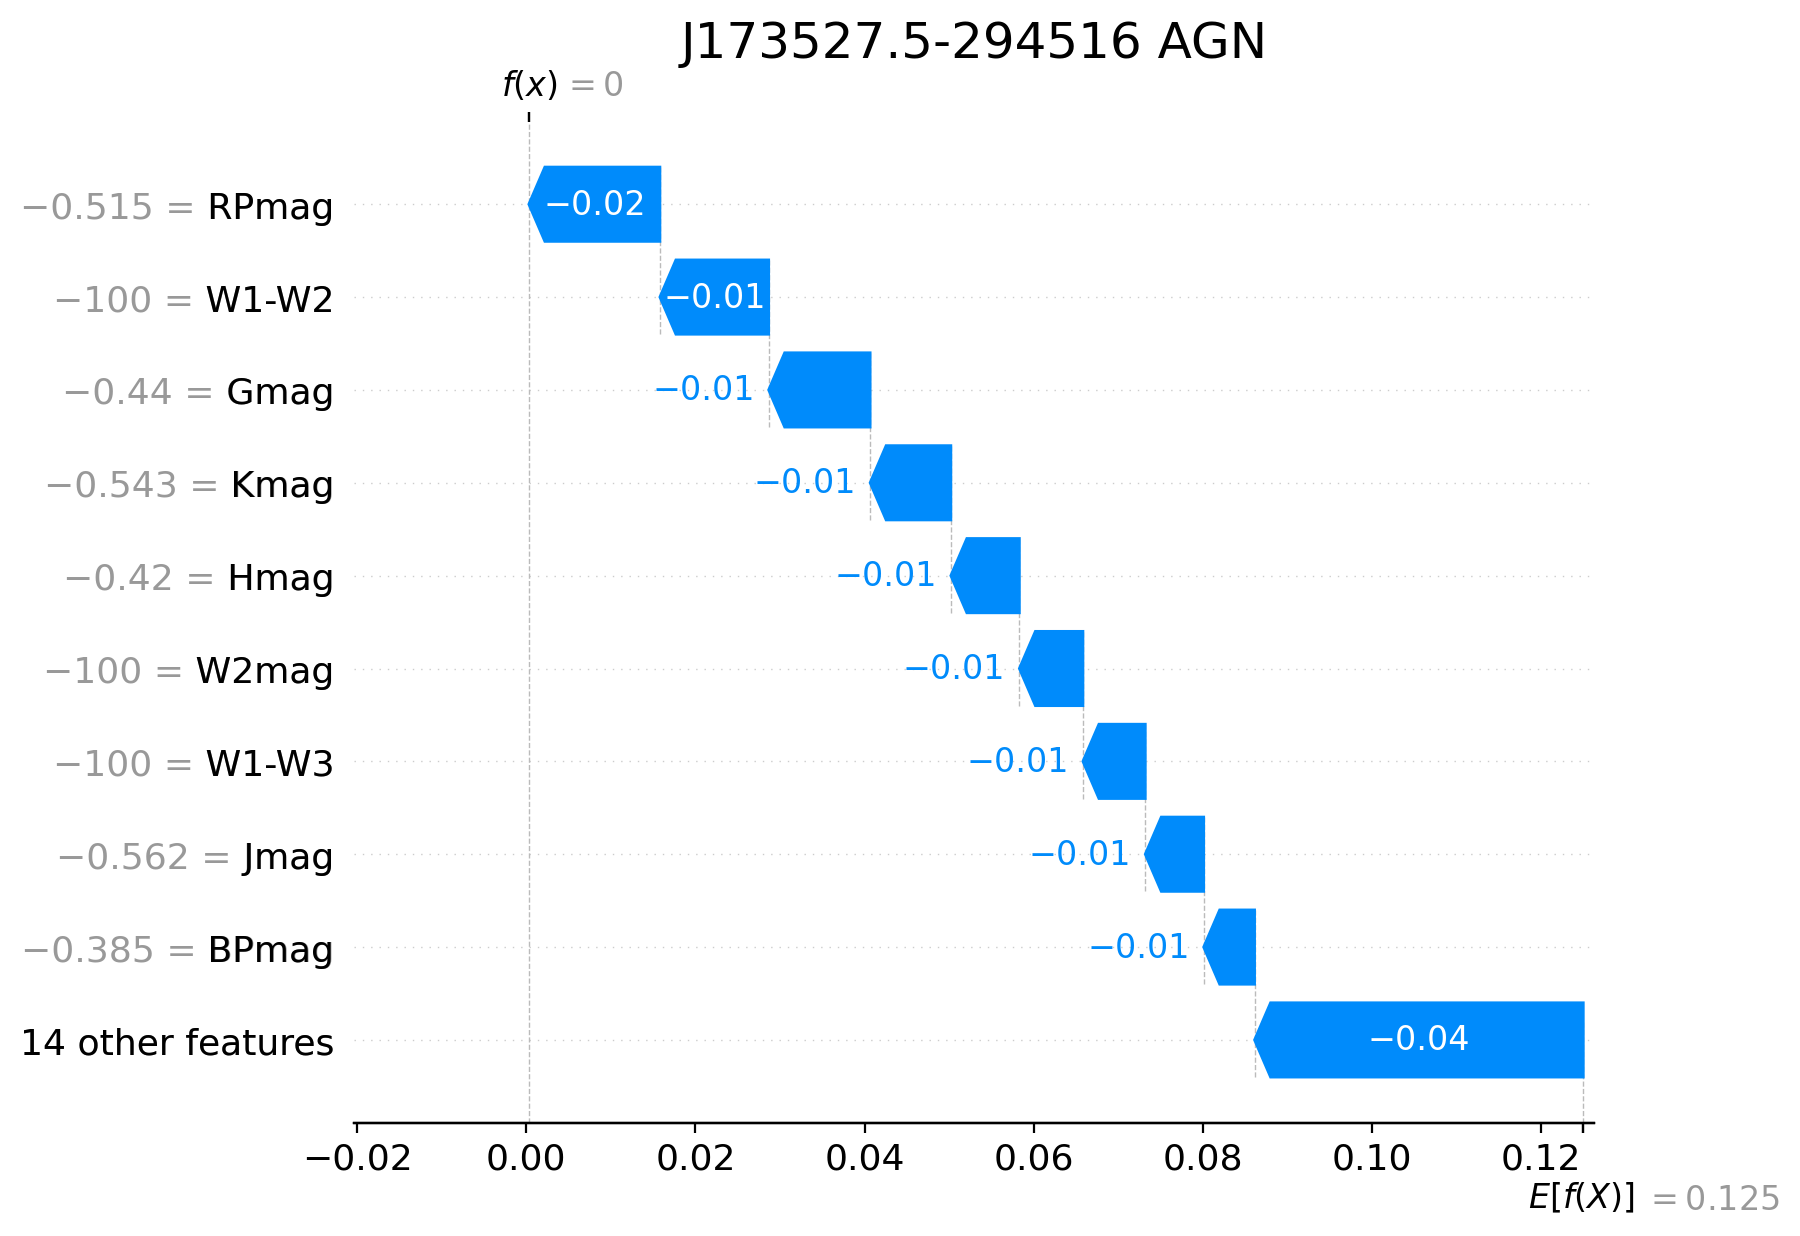 J173527.5-294516 AGN
f(x) = 0
−0.515 = RPmag
−0.02
−100 = W1-W2
−0.01
−0.44 = Gmag
−0.01
−0.543 = Kmag
−0.01
−0.42 = Hmag
−0.01
−100 = W2mag
−0.01
−100 = W1-W3
−0.01
−0.562 = Jmag
−0.01
−0.385 = BPmag
−0.01
14 other features
−0.04
−0.02 0.00 0.02 0.04 0.06 0.08 0.10 0.12
E[f(X)] = 0.125